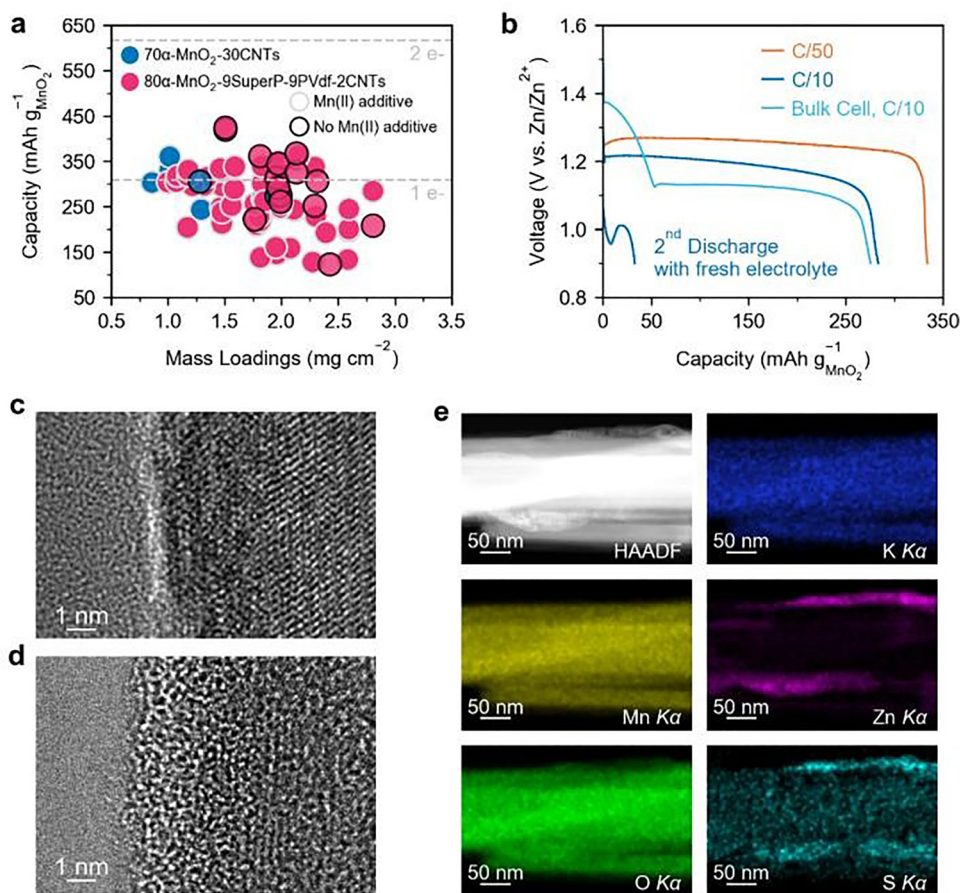 a
650
550
450
350
250
150
50
0.5
1.0
1.5
2.0
2.5
3.0
3.5
Capacity (mAh g⁻¹MnO₂)
Mass Loadings (mg cm⁻²)
70α-MnO₂-30CNTs
80α-MnO₂-9SuperP-9PVdf-2CNTs
Mn(II) additive
No Mn(II) additive
2 e-
1 e-
b
1.6
1.4
1.2
1.0
0.8
0
50
150
250
350
Voltage (V vs. Zn/Zn²⁺)
Capacity (mAh g⁻¹MnO₂)
C/50
C/10
Bulk Cell, C/10
2nd Discharge
with fresh electrolyte
c
1 nm
d
1 nm
e
50 nm
HAADF
50 nm
K Kα
50 nm
Mn Kα
50 nm
Zn Kα
50 nm
O Kα
50 nm
S Kα